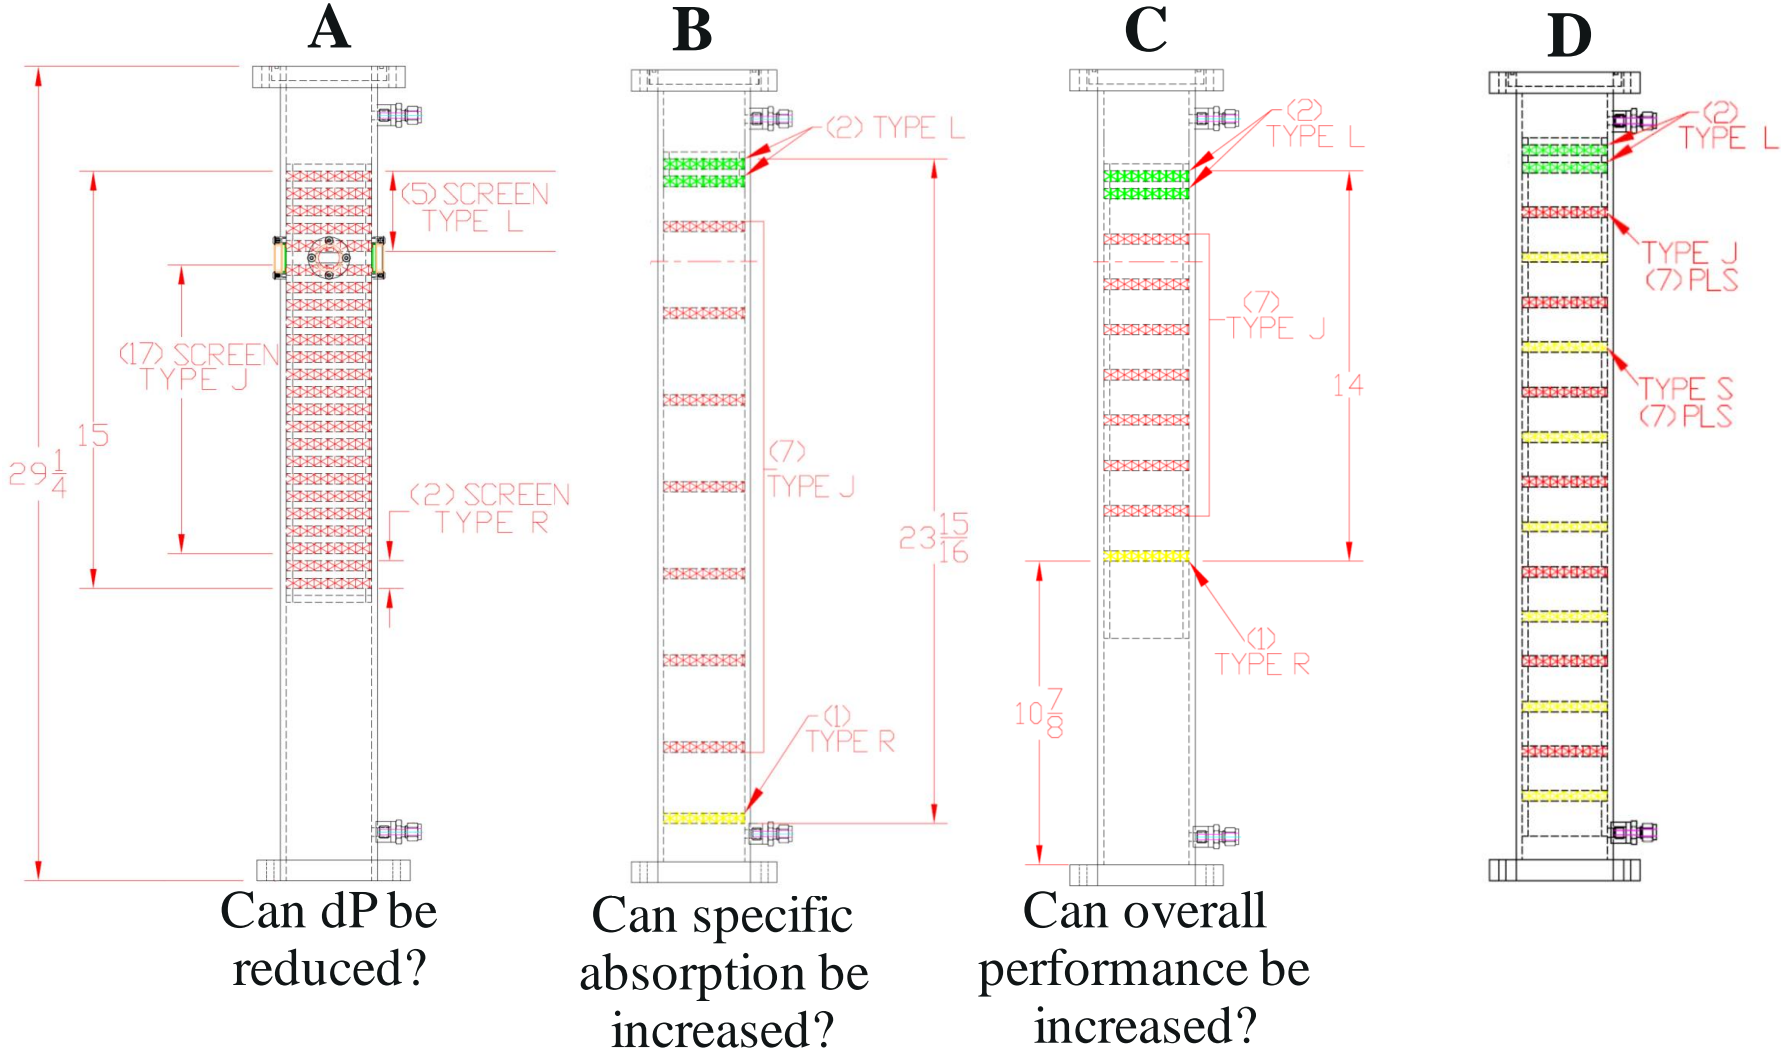 A
B
C
D
(5) SCREEN
TYPE L
(17) SCREEN
TYPE J
(2) SCREEN
TYPE R
15
29 1/4
Can dP be
reduced?
(2) TYPE L
(7)
TYPE J
23 15/16
(1)
TYPE R
Can specific
absorption be
increased?
(2)
TYPE L
(7)
TYPE J
14
(1)
TYPE R
10 7/8
Can overall
performance be
increased?
(2)
TYPE L
TYPE J
(7) PLS
TYPE S
(7) PLS